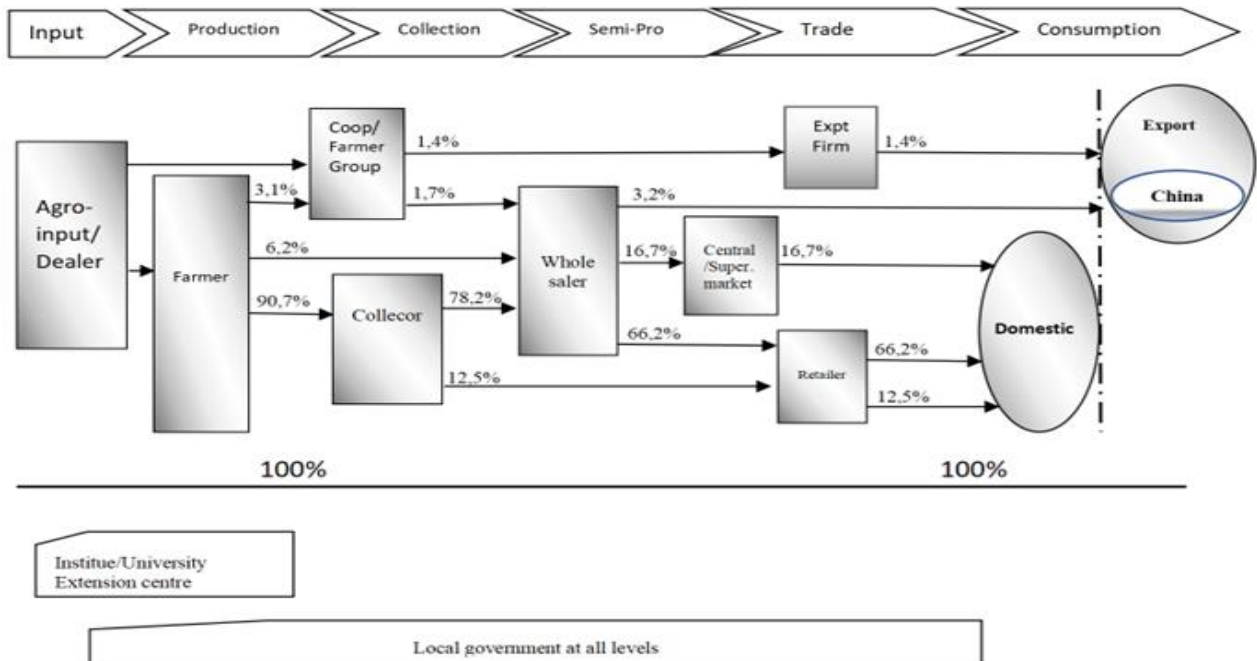 Input
Production
Collection
Semi-Pro
Trade
Consumption
Coop/
Farmer
Group
1,4%
Expt
Firm
1,4%
Export
China
Agro-
input/
Dealer
3,1%
1,7%
3,2%
Farmer
6,2%
Whole
saler
16,7%
Central
/Super.
market
16,7%
90,7%
Collecor
78,2%
Domestic
66,2%
Retailer
66,2%
12,5%
12,5%
100%
100%
Institue/University
Extension centre
Local government at all levels